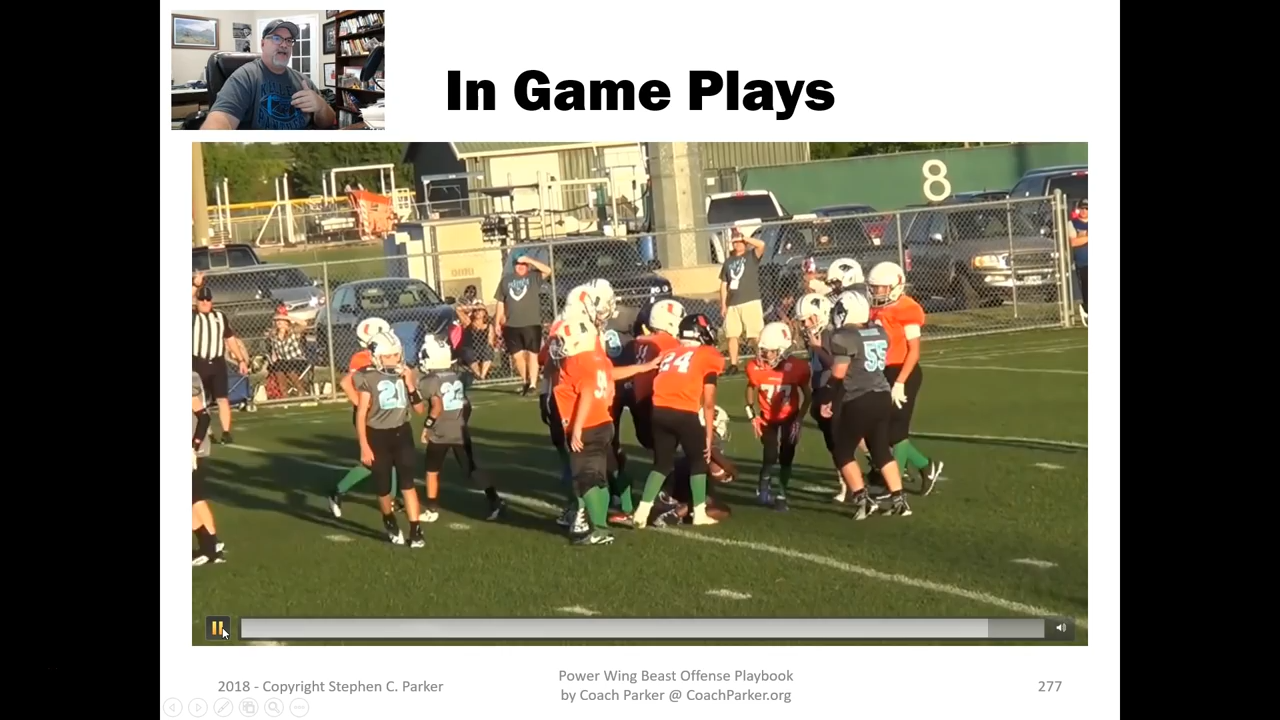 In Game Plays
8
21
22
24
77
55
2018 - Copyright Stephen C. Parker
Power Wing Beast Offense Playbook
by Coach Parker @ CoachParker.org
277